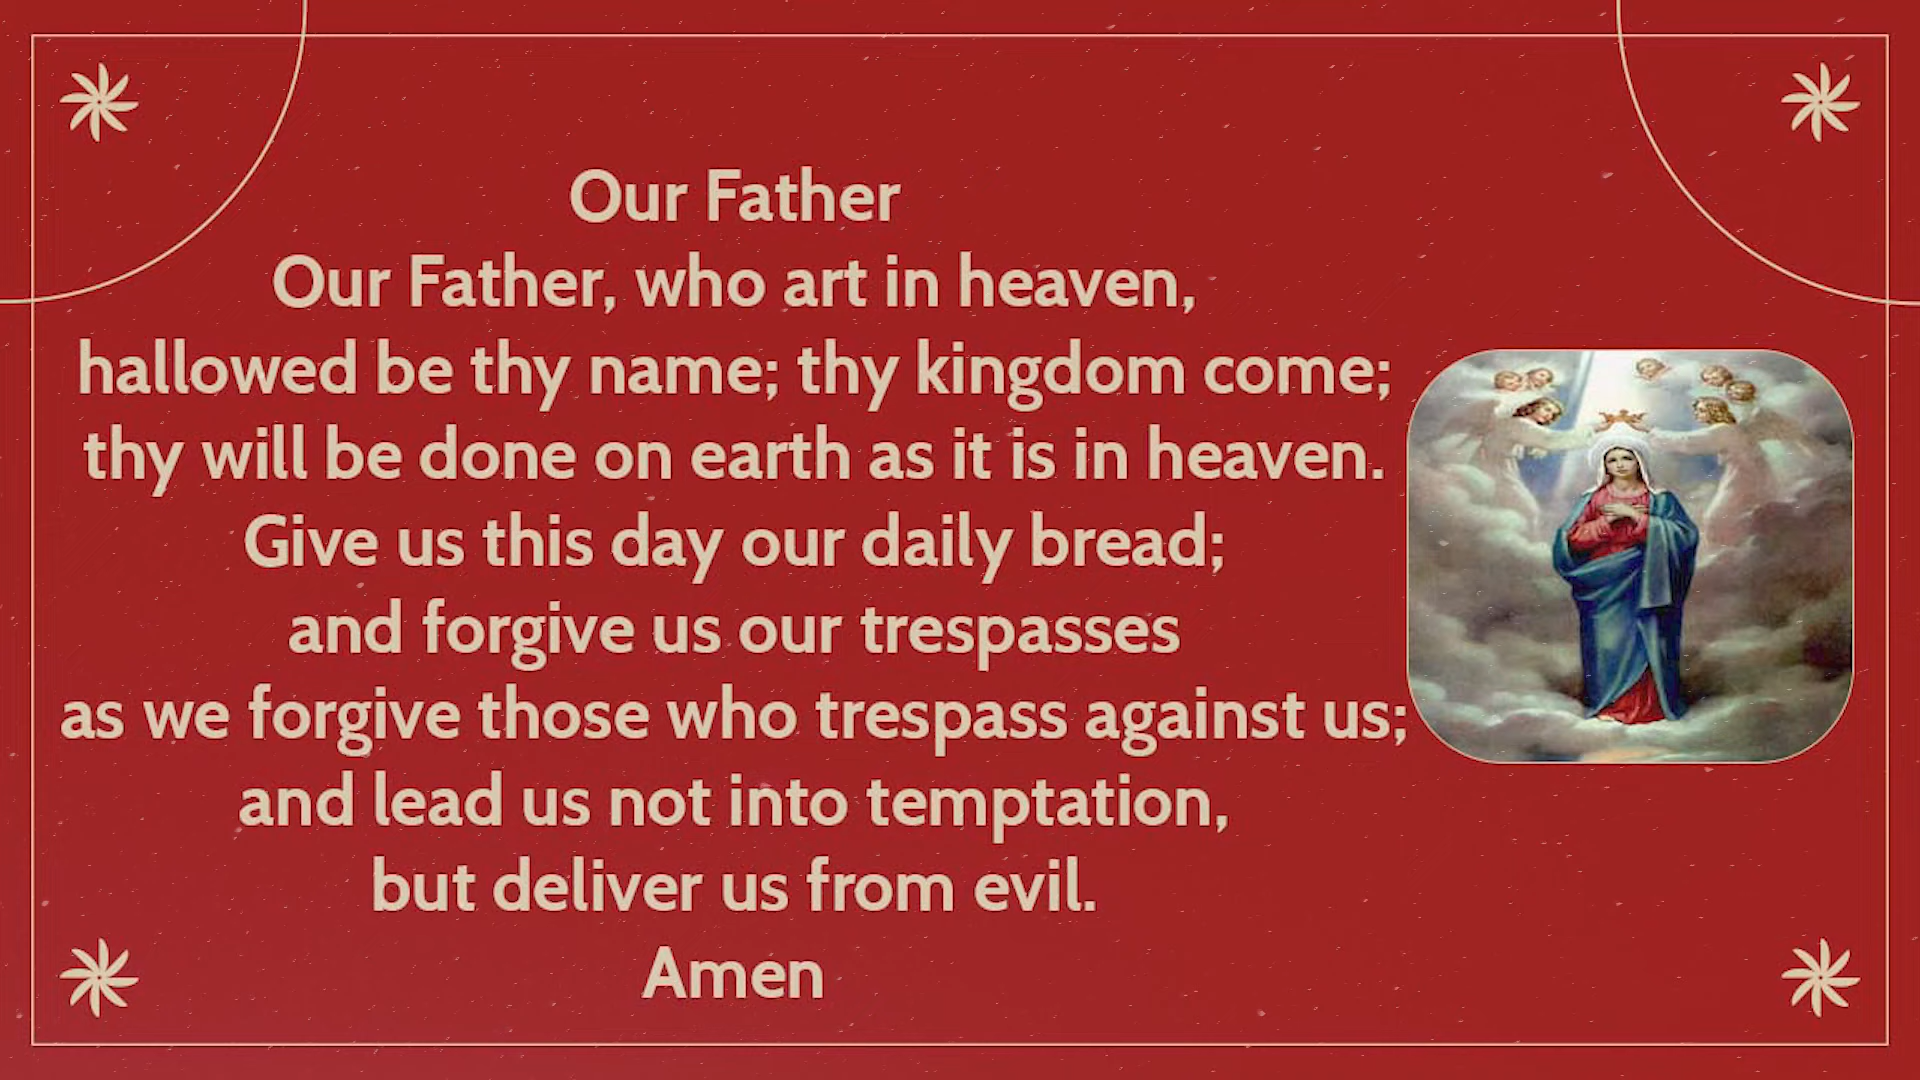 Our Father
Our Father, who art in heaven,
hallowed be thy name; thy kingdom come;
thy will be done on earth as it is in heaven.
Give us this day our daily bread;
and forgive us our trespasses
as we forgive those who trespass against us;
and lead us not into temptation,
but deliver us from evil.
Amen